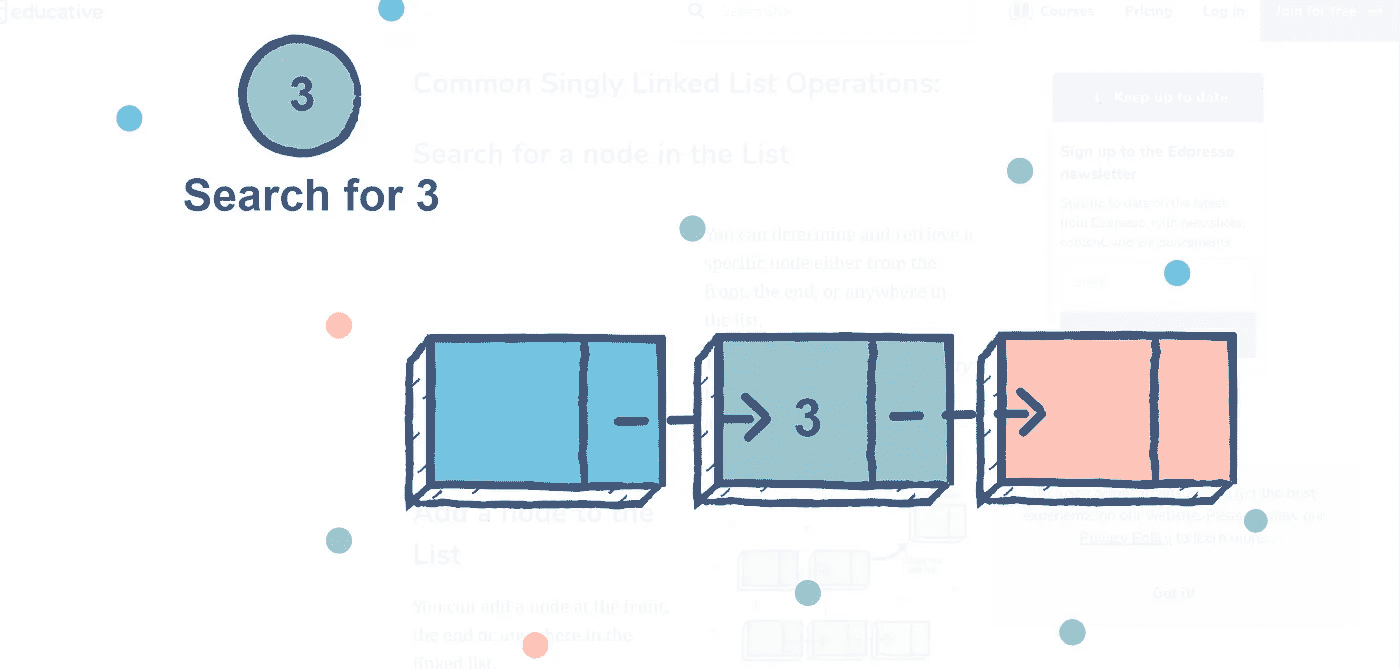 educative
Courses
Pricing
Log in
Join for free
3
Common Singly Linked List Operations:
Keep up to date
Search for a node in the List
Sign up to the Edpresso
newsletter
Search for 3
You can determine and retrieve a
specific node either from the
front, the end, or anywhere in
the list.
3
Add a node to the
List
get the best
Privacy Policy to learn more.
Got it!
You can add a node at the front,
the end or anywhere in the
linked list.